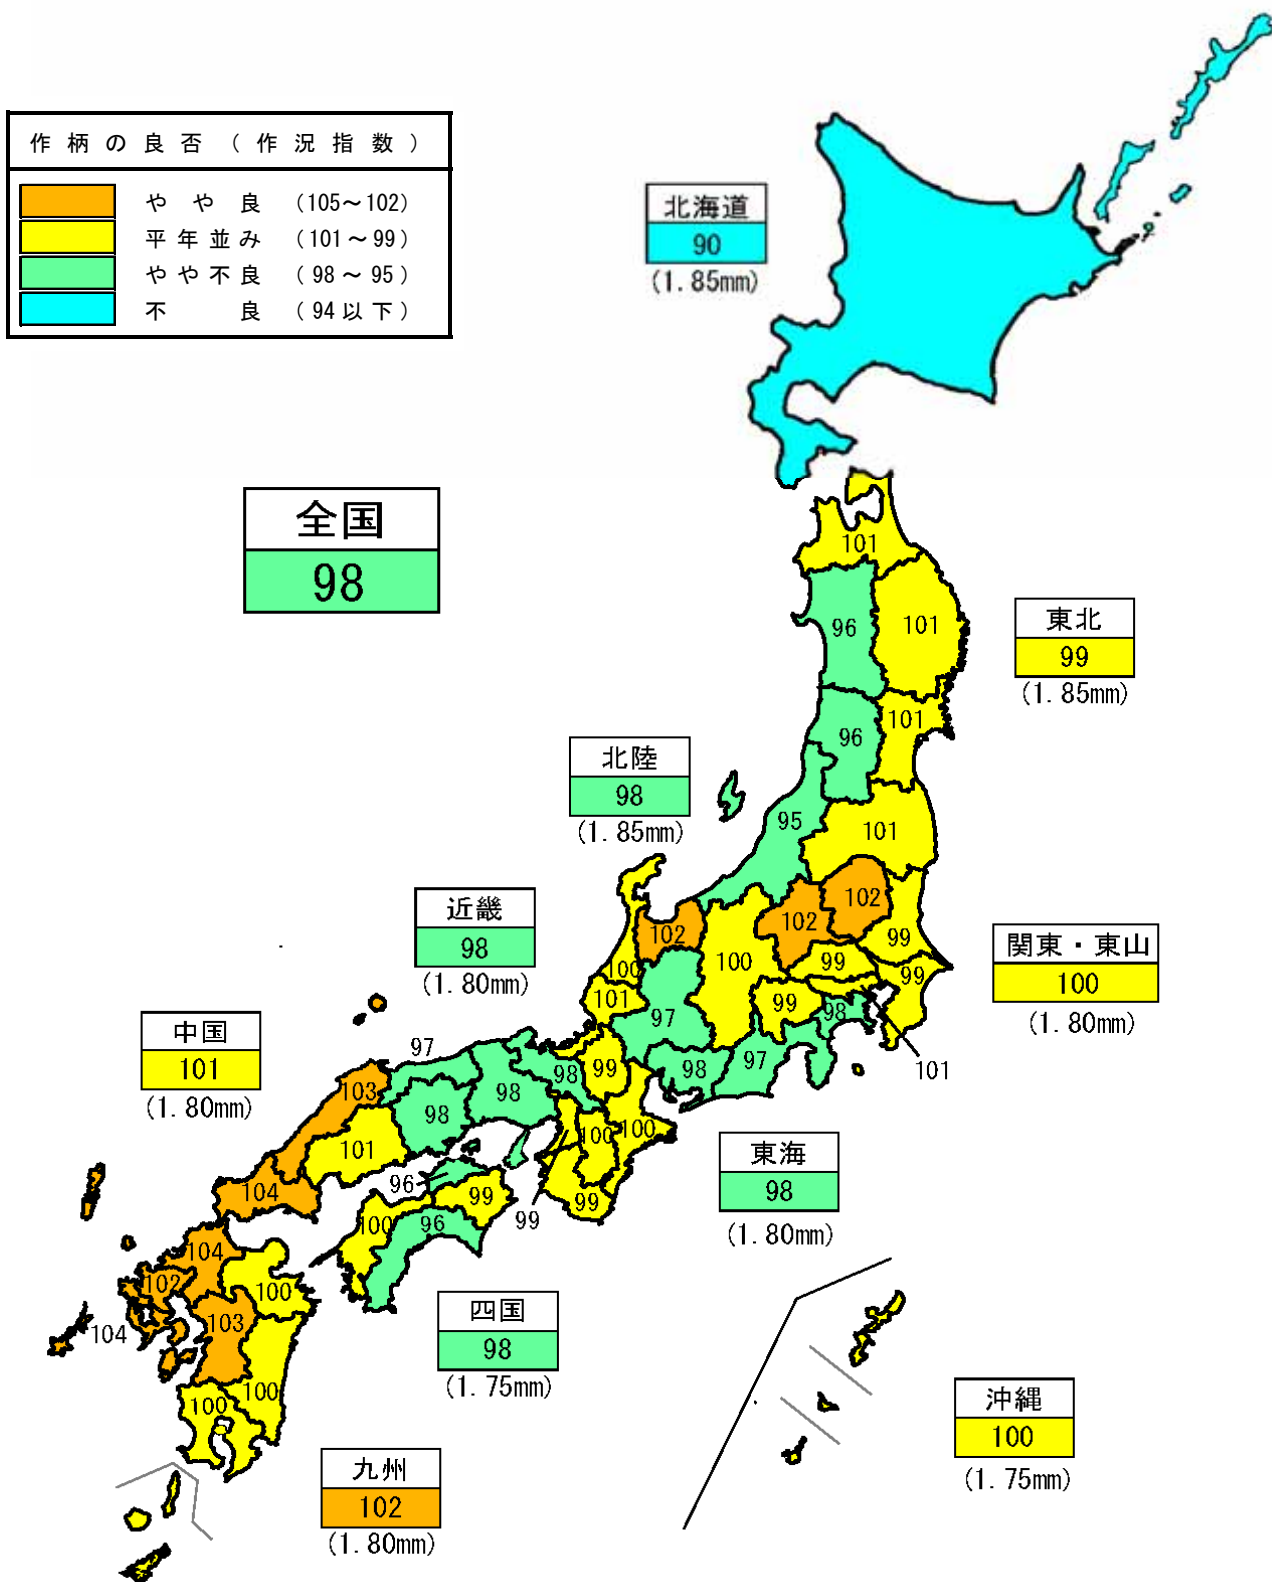 作柄の良否（作況指数）
やや良 (105～102)
平年並み (101～99)
やや不良 (98～95)
不良 (94以下)
北海道
90
(1.85mm)
全国
98
101
96
101
東北
99
(1.85mm)
101
96
北陸
98
(1.85mm)
95
101
近畿
98
(1.80mm)
102
102
102
99
関東・東山
100
(1.80mm)
100
100
99
99
101
99
98
97
101
中国
101
(1.80mm)
97
99
98
97
98
98
103
98
101
100
100
東海
98
(1.80mm)
96
104
99
99
99
100
96
104
102
100
104
103
四国
98
(1.75mm)
100
100
沖縄
100
(1.75mm)
九州
102
(1.80mm)